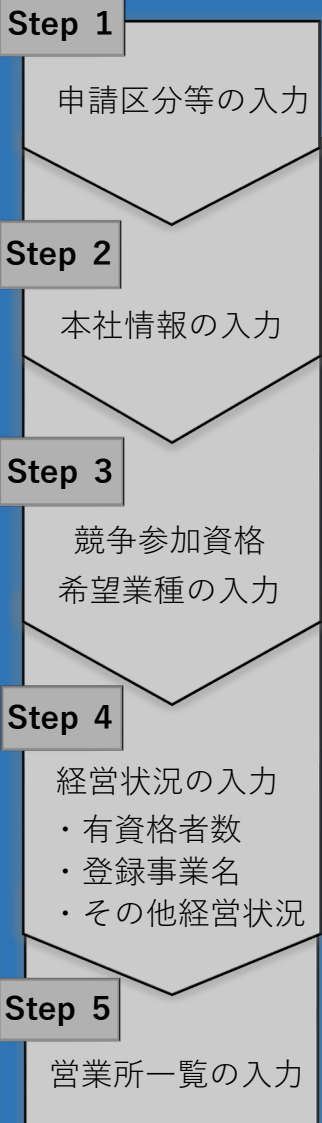 Step 1
申請区分等の入力
Step 2
本社情報の入力
Step 3
競争参加資格
希望業種の入力
Step 4
経営状況の入力
・有資格者数
・登録事業名
・その他経営状況
Step 5
営業所一覧の入力